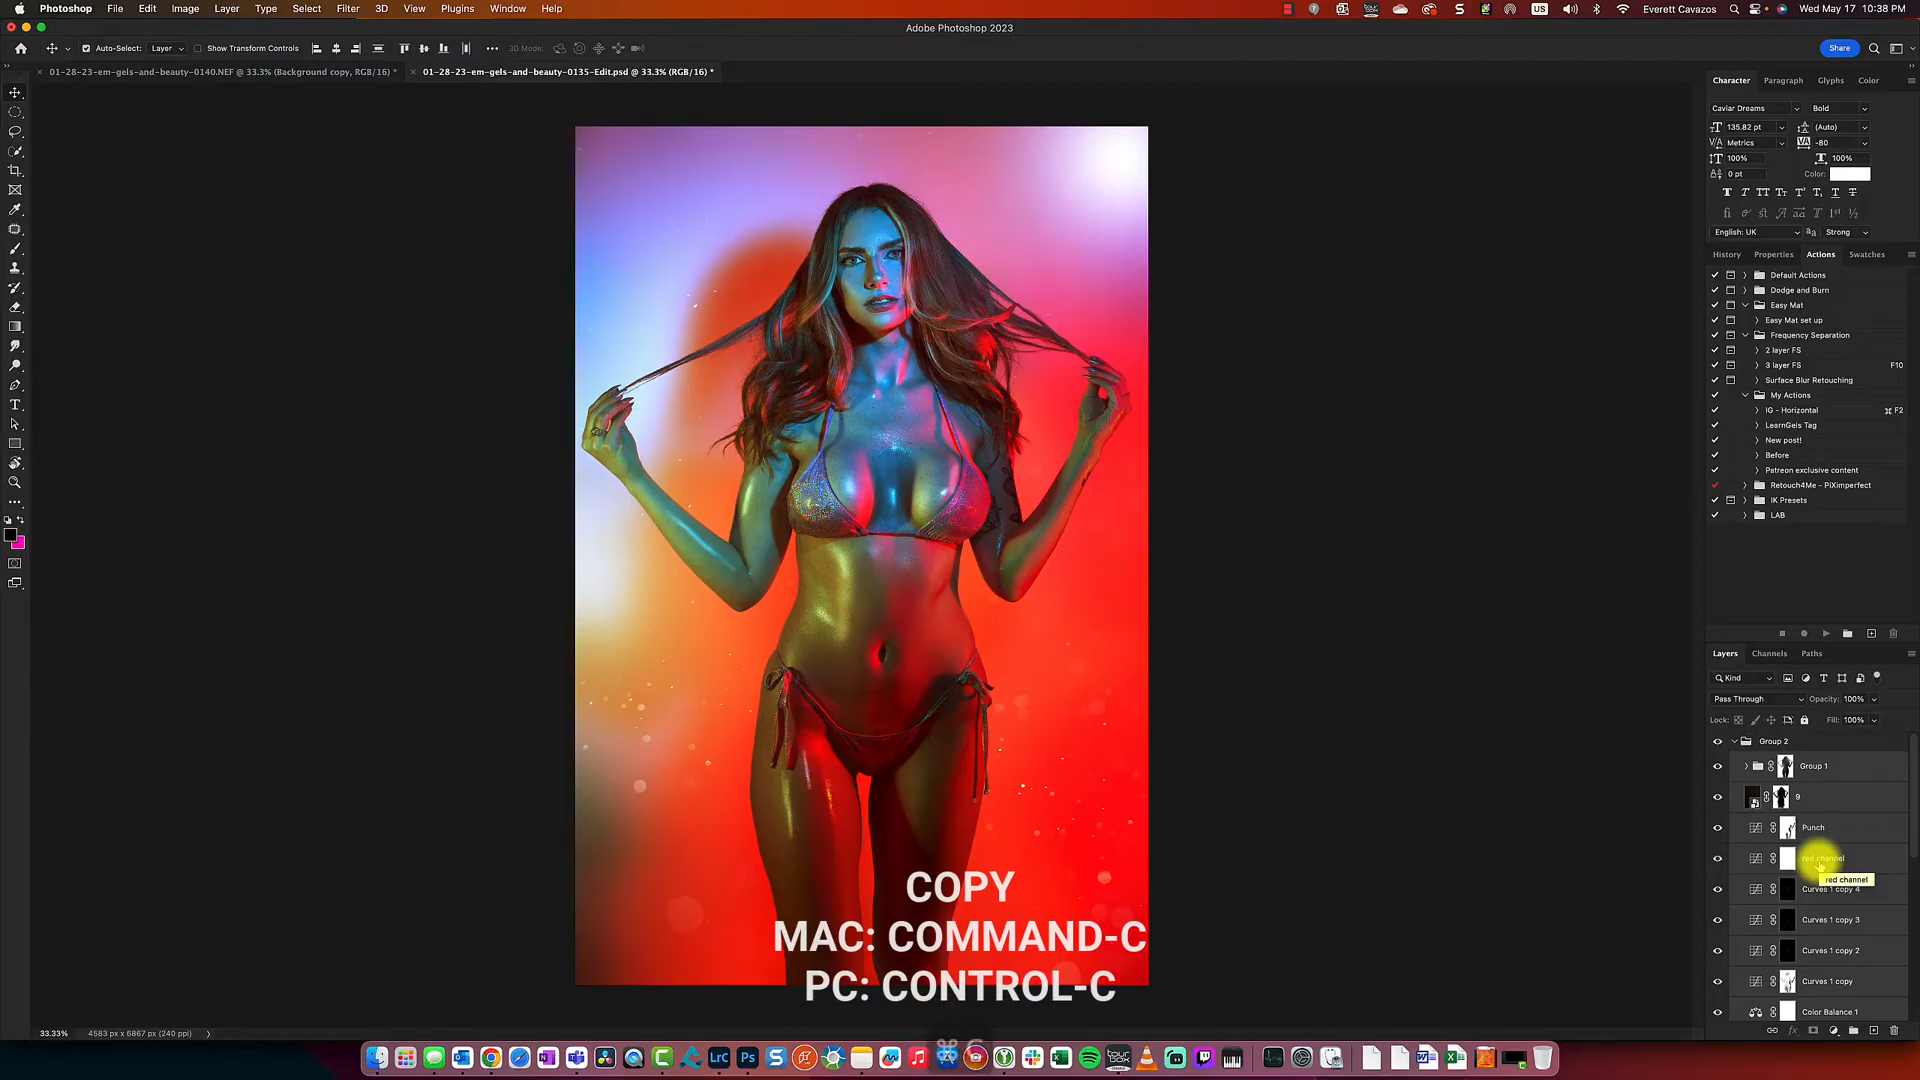 Photoshop File Edit Image Layer Type Select Filter 3D View Plugins Window Help
US Everett Cavazos Wed May 17 10:38 PM
Adobe Photoshop 2023
Auto-Select: Layer Show Transform Controls 3D Mode: Share
01-28-23-em-gels-and-beauty-0140.NEF @ 33.3% (Background copy, RGB/16) * 01-28-23-em-gels-and-beauty-0135-Edit.psd @ 33.3% (RGB/16) *
Character Paragraph Glyphs Color
Caviar Dreams Bold
135.82 pt (Auto)
Metrics -80
100% 100%
0 pt Color:
English: UK Strong
History Properties Actions Swatches
Default Actions
Dodge and Burn
Easy Mat
Easy Mat set up
Frequency Separation
2 layer FS
3 layer FS F10
Surface Blur Retouching
My Actions
IG - Horizontal ⌘ F2
LearnGels Tag
New post!
Before
Patreon exclusive content
Retouch4Me - PiXimperfect
IK Presets
LAB
Layers Channels Paths
Kind
Pass Through Opacity: 100%
Lock: Fill: 100%
Group 2
Group 1
9
Punch
red channel
red channel
Curves 1 copy 4
Curves 1 copy 3
Curves 1 copy 2
Curves 1 copy
Color Balance 1
COPY
MAC: COMMAND-C
PC: CONTROL-C
33.33% 4583 px x 6867 px (240 ppi)
LrC Ps